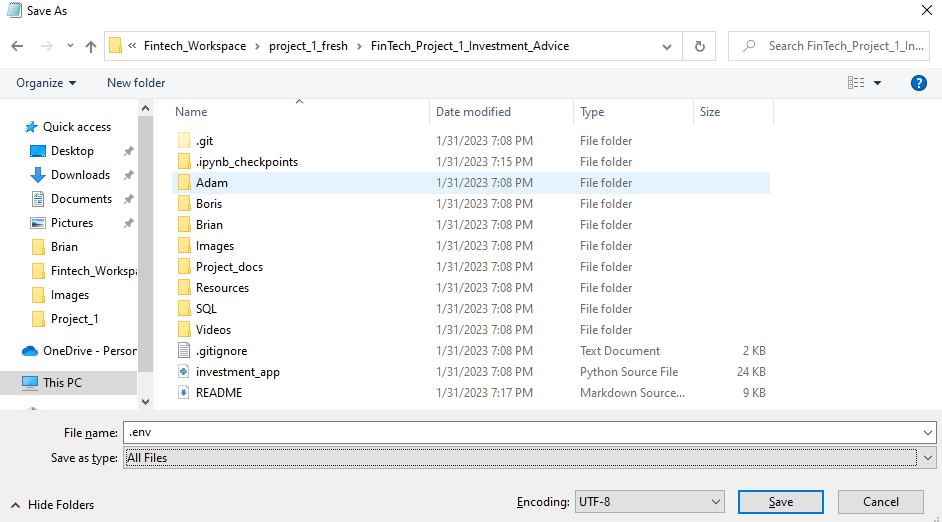 Save As
« Fintech_Workspace > project_1_fresh > FinTech_Project_1_Investment_Advice
Search FinTech_Project_1_In...
Organize
New folder
?
Name Date modified Type Size
Quick access
Desktop
Downloads
Documents
Pictures
Brian
Fintech_Workspa
Images
Project_1
OneDrive - Person
This PC
.git 1/31/2023 7:08 PM File folder
.ipynb_checkpoints 1/31/2023 7:15 PM File folder
Adam 1/31/2023 7:08 PM File folder
Boris 1/31/2023 7:08 PM File folder
Brian 1/31/2023 7:08 PM File folder
Images 1/31/2023 7:08 PM File folder
Project_docs 1/31/2023 7:08 PM File folder
Resources 1/31/2023 7:08 PM File folder
SQL 1/31/2023 7:08 PM File folder
Videos 1/31/2023 7:08 PM File folder
.gitignore 1/31/2023 7:08 PM Text Document 2 KB
investment_app 1/31/2023 7:08 PM Python Source File 24 KB
README 1/31/2023 7:17 PM Markdown Source... 9 KB
File name: .env
Save as type: All Files
Hide Folders
Encoding: UTF-8
Save
Cancel